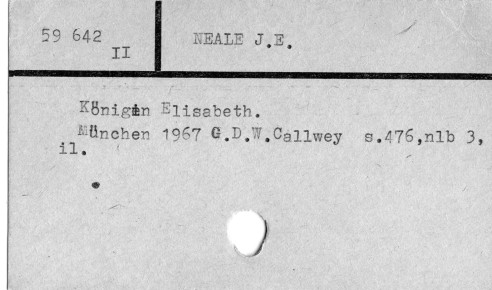 59 642
II
NEALE J.E.
Königin Elisabeth.
München 1967 G.D.W.Callwey s.476,nlb 3,
il.